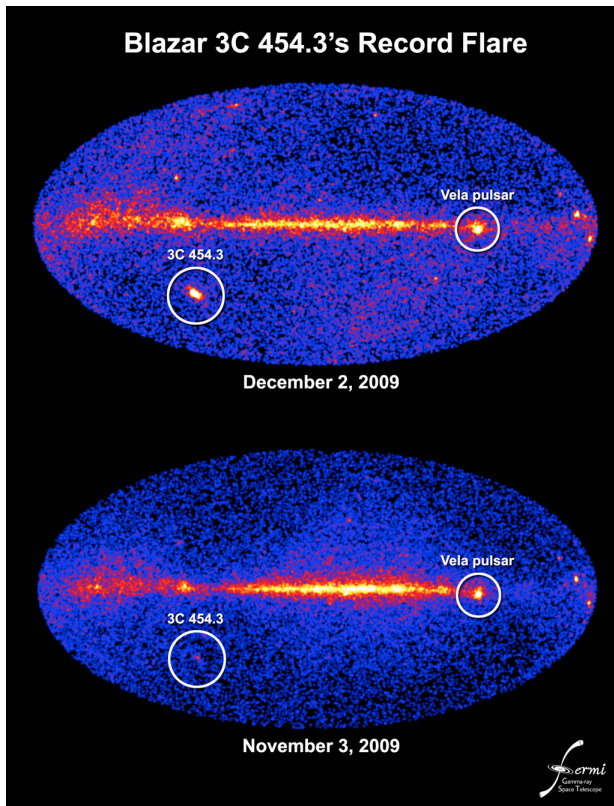 Blazar 3C 454.3's Record Flare
Vela pulsar
3C 454.3
December 2, 2009
Vela pulsar
3C 454.3
November 3, 2009
fermi
Gamma-ray
Space Telescope